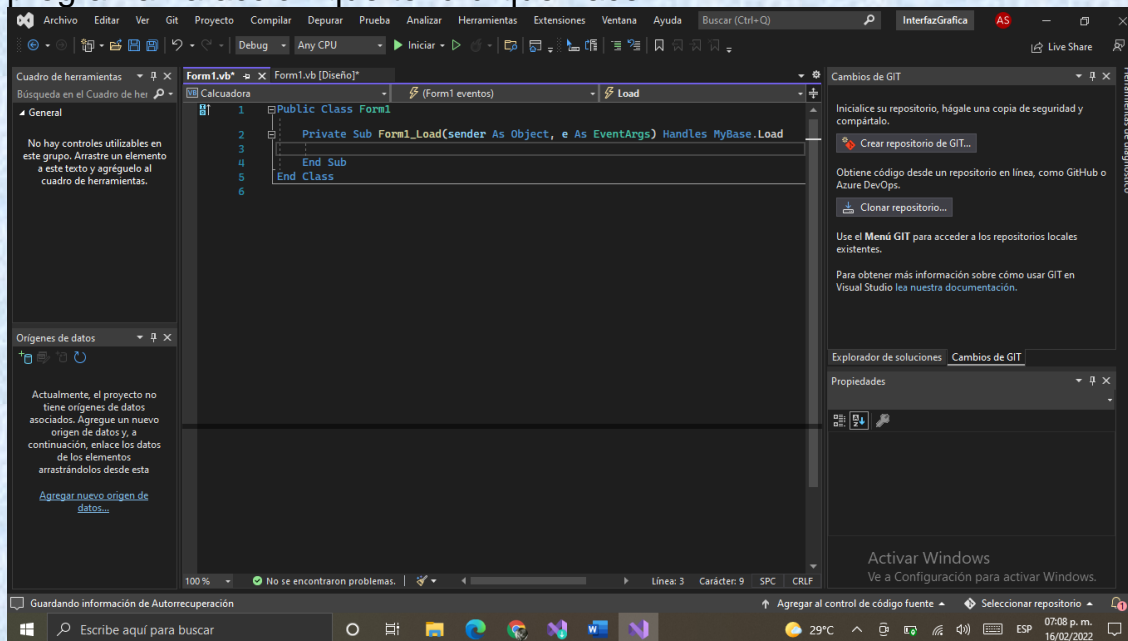 Archivo Editar Ver Git Proyecto Compilar Depurar Prueba Analizar Herramientas Extensiones Ventana Ayuda Buscar (Ctrl+Q) InterfazGrafica AS
Debug Any CPU Iniciar Live Share
Cuadro de herramientas
Búsqueda en el Cuadro de her
General
No hay controles utilizables en
este grupo. Arrastre un elemento
a este texto y agréguelo al
cuadro de herramientas.
Orígenes de datos
Actualmente, el proyecto no
tiene orígenes de datos
asociados. Agregue un nuevo
origen de datos y, a
continuación, enlace los datos
de los elementos
arrastrándolos desde esta
Agregar nuevo origen de
datos...
Form1.vb* Form1.vb [Diseño]*
VB Calcuadora (Form1 eventos) Load
1 Public Class Form1
2 Private Sub Form1_Load(sender As Object, e As EventArgs) Handles MyBase.Load
3
4 End Sub
5 End Class
6
100 % No se encontraron problemas. Línea: 3 Carácter: 9 SPC CRLF
Cambios de GIT
Inicialice su repositorio, hágale una copia de seguridad y
compártalo.
Crear repositorio de GIT...
Obtiene código desde un repositorio en línea, como GitHub o
Azure DevOps.
Clonar repositorio...
Use el Menú GIT para acceder a los repositorios locales
existentes.
Para obtener más información sobre cómo usar GIT en
Visual Studio lea nuestra documentación.
Explorador de soluciones Cambios de GIT
Propiedades
Activar Windows
Ve a Configuración para activar Windows.
Herramientas de diagnóstico
Guardando información de Autorrecuperación Agregar al control de código fuente Seleccionar repositorio
Escribe aquí para buscar 29°C ESP 07:08 p. m.
16/02/2022